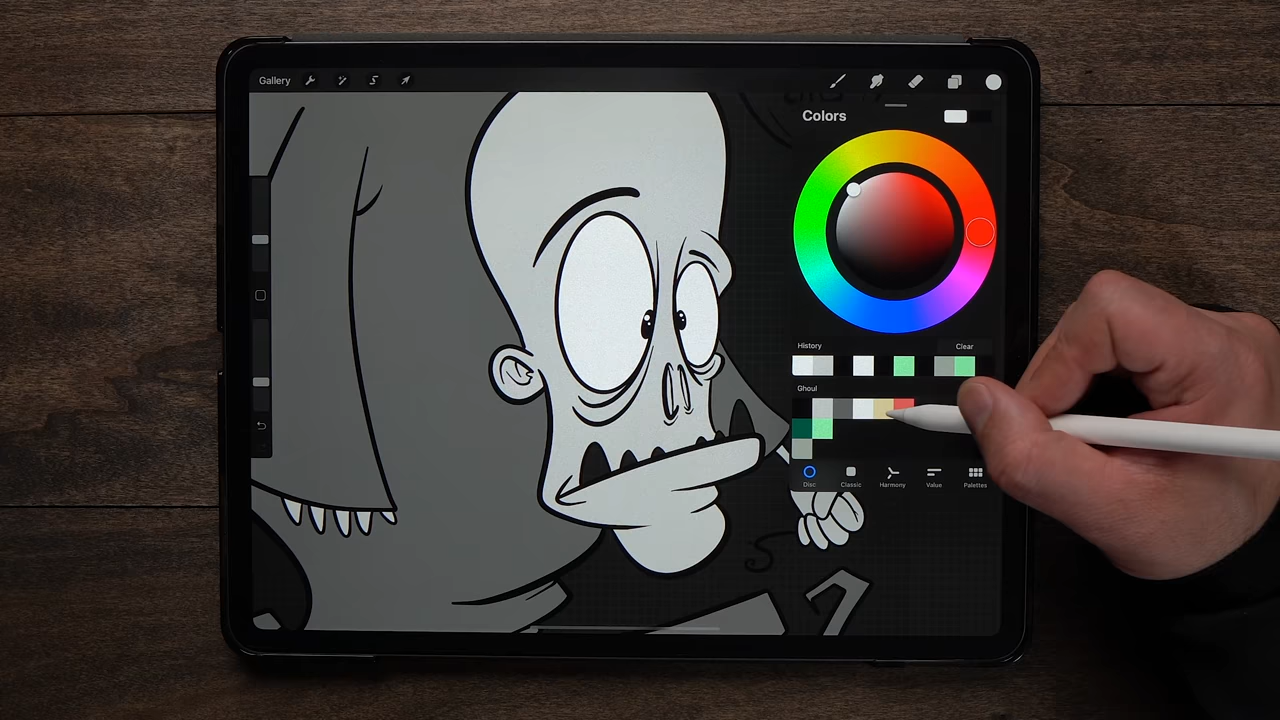 Gallery
Colors
History Clear
Ghoul
Disc Classic Harmony Value Palettes